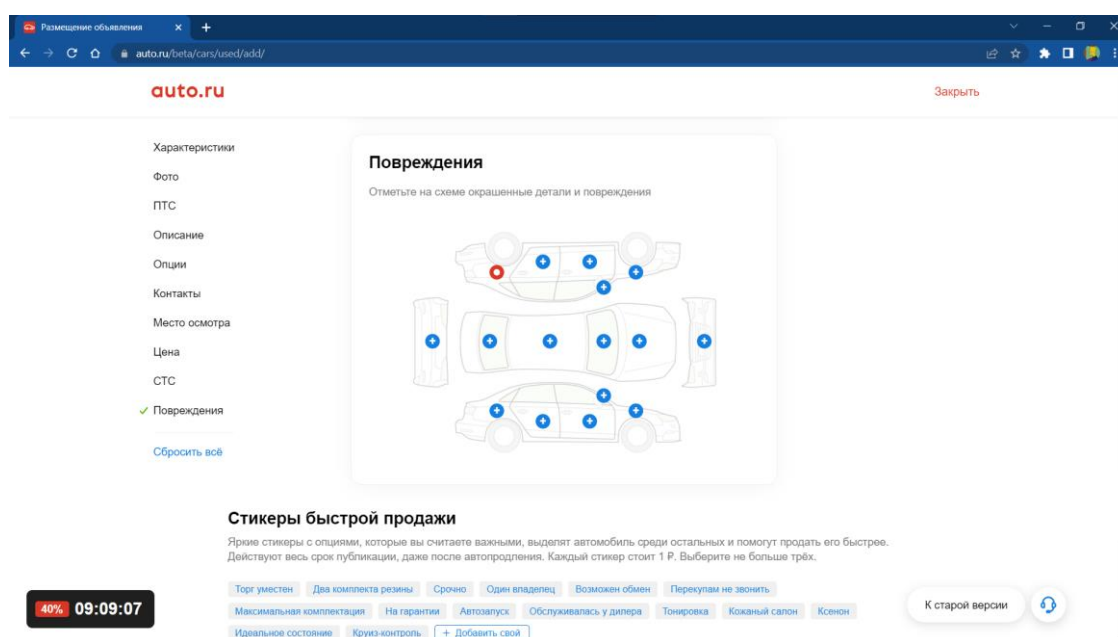 Размещение объявления
auto.ru/beta/cars/used/add/
auto.ru
Закрыть
Характеристики
Фото
ПТС
Описание
Опции
Контакты
Место осмотра
Цена
СТС
Повреждения
Сбросить всё
Повреждения
Отметьте на схеме окрашенные детали и повреждения
Стикеры быстрой продажи
Яркие стикеры с опциями, которые вы считаете важными, выделят автомобиль среди остальных и помогут продать его быстрее.
Действуют весь срок публикации, даже после автопродления. Каждый стикер стоит 1 ₽. Выберите не больше трёх.
Торг уместен Два комплекта резины Срочно Один владелец Возможен обмен Перекупам не звонить
Максимальная комплектация На гарантии Автозапуск Обслуживалась у дилера Тонировка Кожаный салон Ксенон
Идеальное состояние Круиз-контроль + Добавить свой
40% 09:09:07
К старой версии